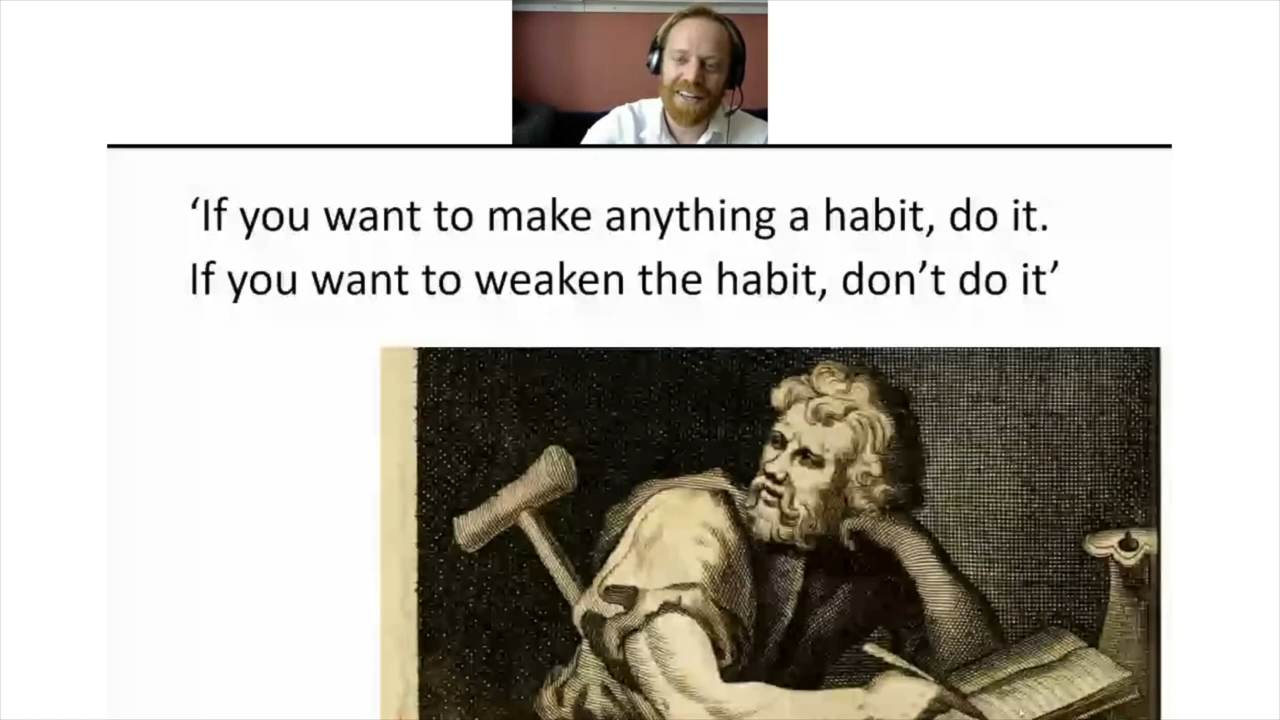 ‘If you want to make anything a habit, do it.
If you want to weaken the habit, don’t do it’